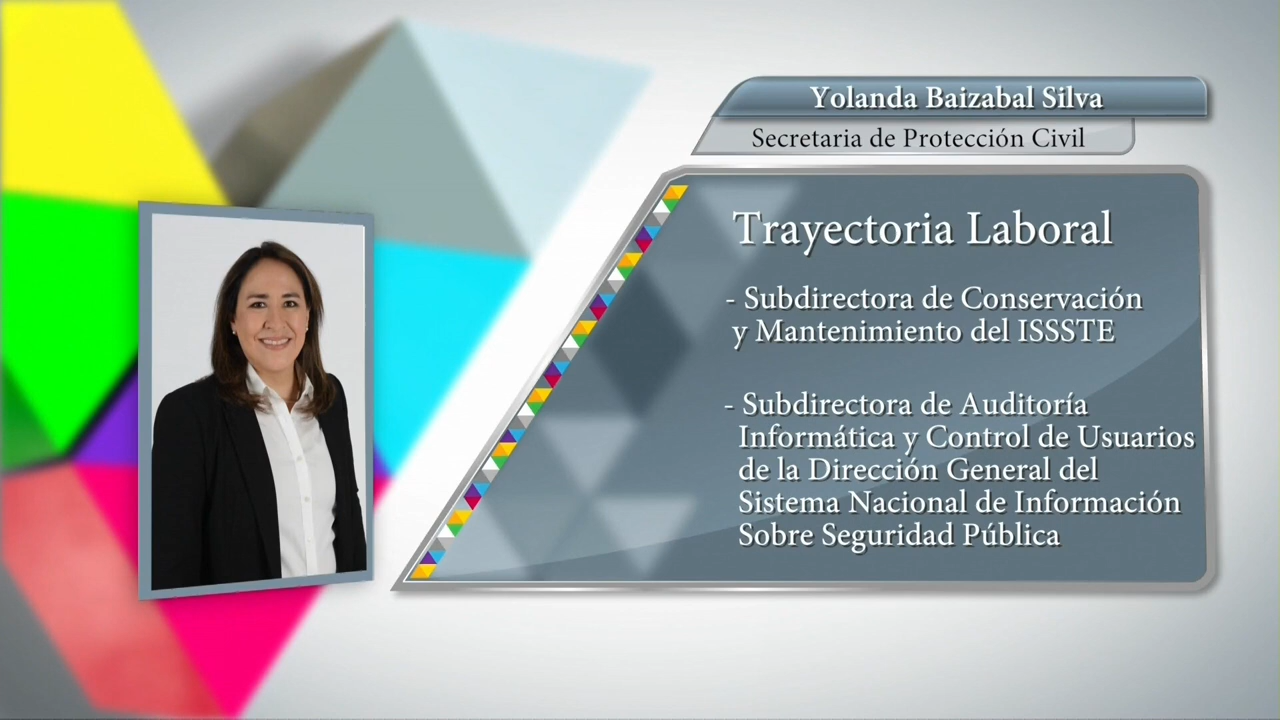 Yolanda Baizabal Silva
Secretaria de Protección Civil
Trayectoria Laboral
- Subdirectora de Conservación
y Mantenimiento del ISSSTE
- Subdirectora de Auditoría
Informática y Control de Usuarios
de la Dirección General del
Sistema Nacional de Información
Sobre Seguridad Pública